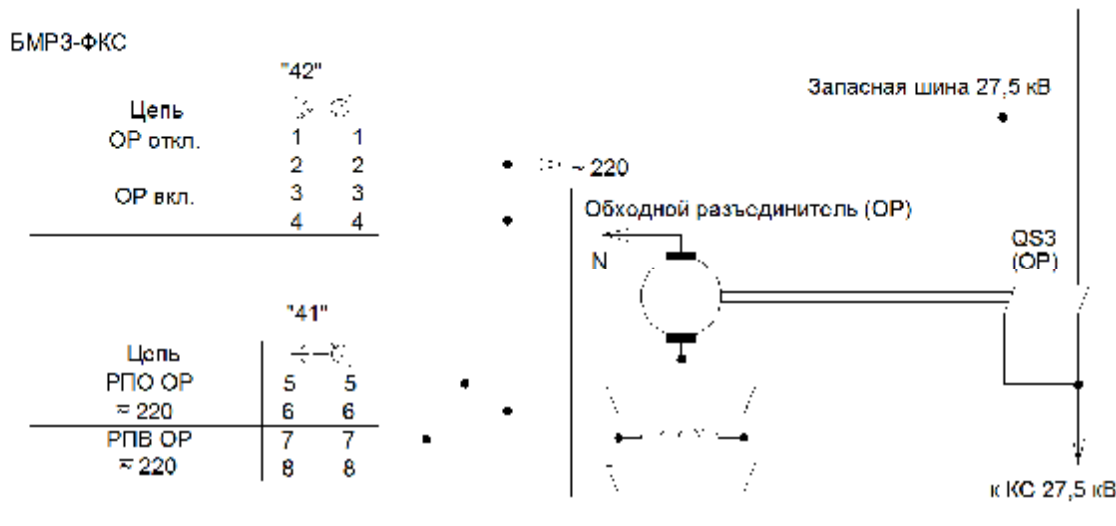 БМРЗ-ФКС
"42"
Цепь
ОР откл. 1 1
2 2
ОР вкл. 3 3
4 4
"41"
Цепь
РПО ОР 5 5
≂ 220 6 6
РПВ ОР 7 7
≂ 220 8 8
Запасная шина 27,5 кВ
~ 220
Обходной разъединитель (ОР)
N
QS3
(ОР)
к КС 27,5 кВ